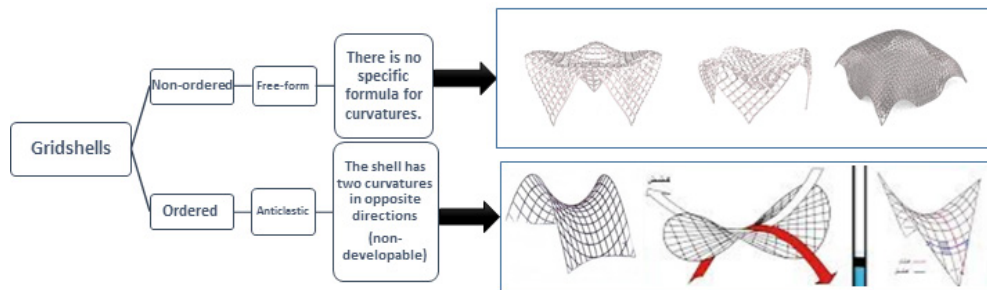 Gridshells
Non-ordered
Free-form
There is no
specific
formula for
curvatures.
Ordered
Anticlastic
The shell has
two curvatures
in opposite
directions
(non-
developable)